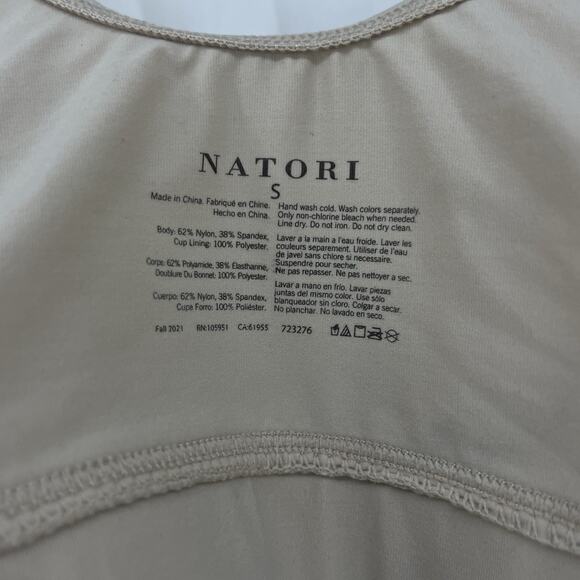 NATORI
S
Made in China. Fabriqué en Chine.
Hecho en China.
Body: 62% Nylon, 38% Spandex,
Cup Lining: 100% Polyester.
Corps: 62% Polyamide, 38% Elasthanne,
Doublure Du Bonnet: 100% Polyester.
Cuerpo: 62% Nylon, 38% Spandex,
Cupe Forro: 100% Poliéster.
Hand wash cold. Wash colors separately.
Only non-chlorine bleach when needed.
Line dry. Do not iron. Do not dry clean.
Laver a la main a l'eau froide. Laver les
couleurs separement. Utiliser de l'eau
de javel sans chlore si necessaire.
Suspendre pour secher.
Ne pas repasser. Ne pas nettoyer a sec.
Lavar a mano en frío. Lavar piezas
juntas del mismo color. Use sólo
blanqueador sin cloro. Colgar a secar.
No planchar. No lavado en seco.
Fall 2021 RN:105951 CA:61955 723276